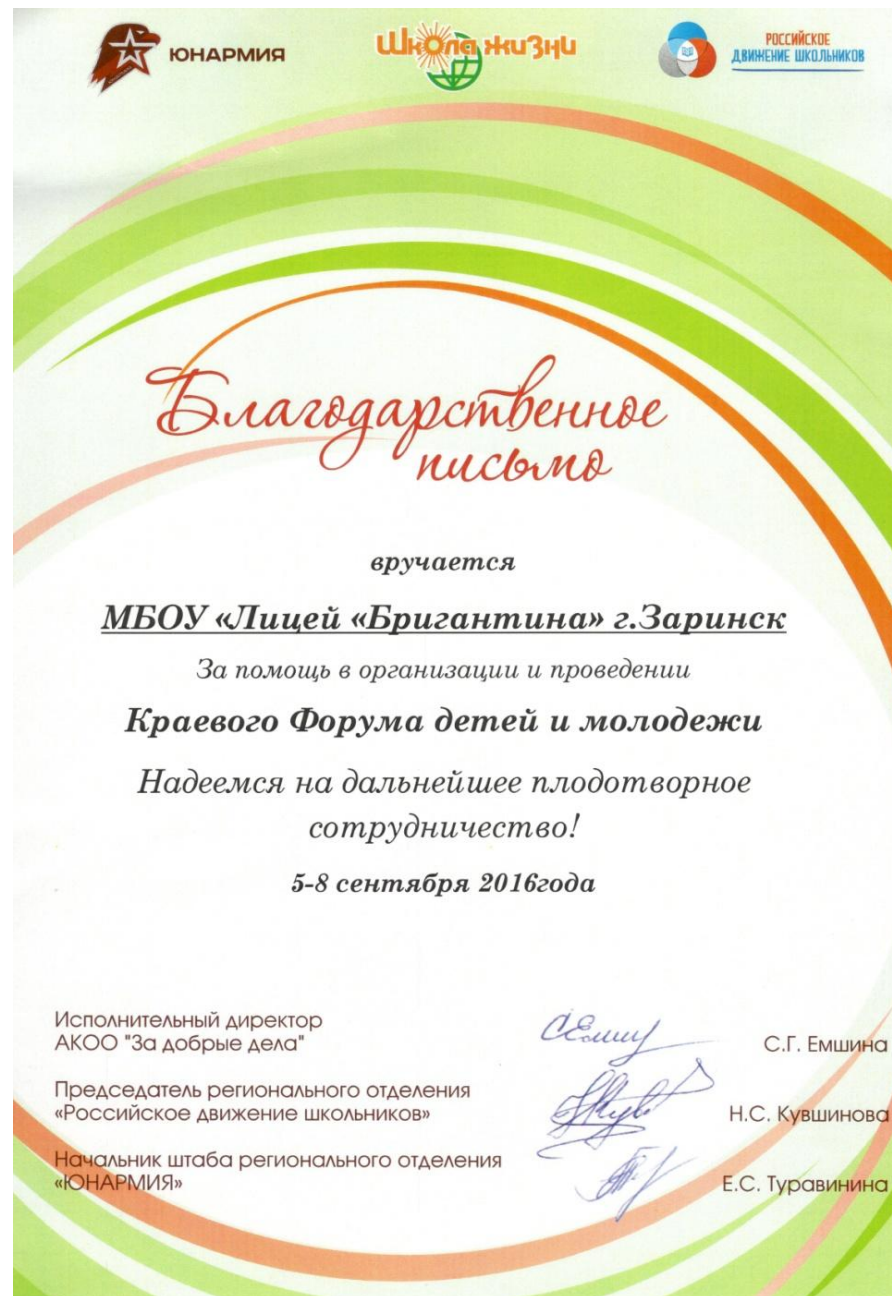 ЮНАРМИЯ
Школа жизни
РОССИЙСКОЕ
ДВИЖЕНИЕ ШКОЛЬНИКОВ
Благодарственное
письмо
вручается
МБОУ «Лицей «Бригантина» г.Заринск
За помощь в организации и проведении
Краевого Форума детей и молодежи
Надеемся на дальнейшее плодотворное
сотрудничество!
5-8 сентября 2016года
Исполнительный директор
АКОО "За добрые дела"
С.Г. Емшина
Председатель регионального отделения
«Российское движение школьников»
Н.С. Кувшинова
Начальник штаба регионального отделения
«ЮНАРМИЯ»
Е.С. Туравинина